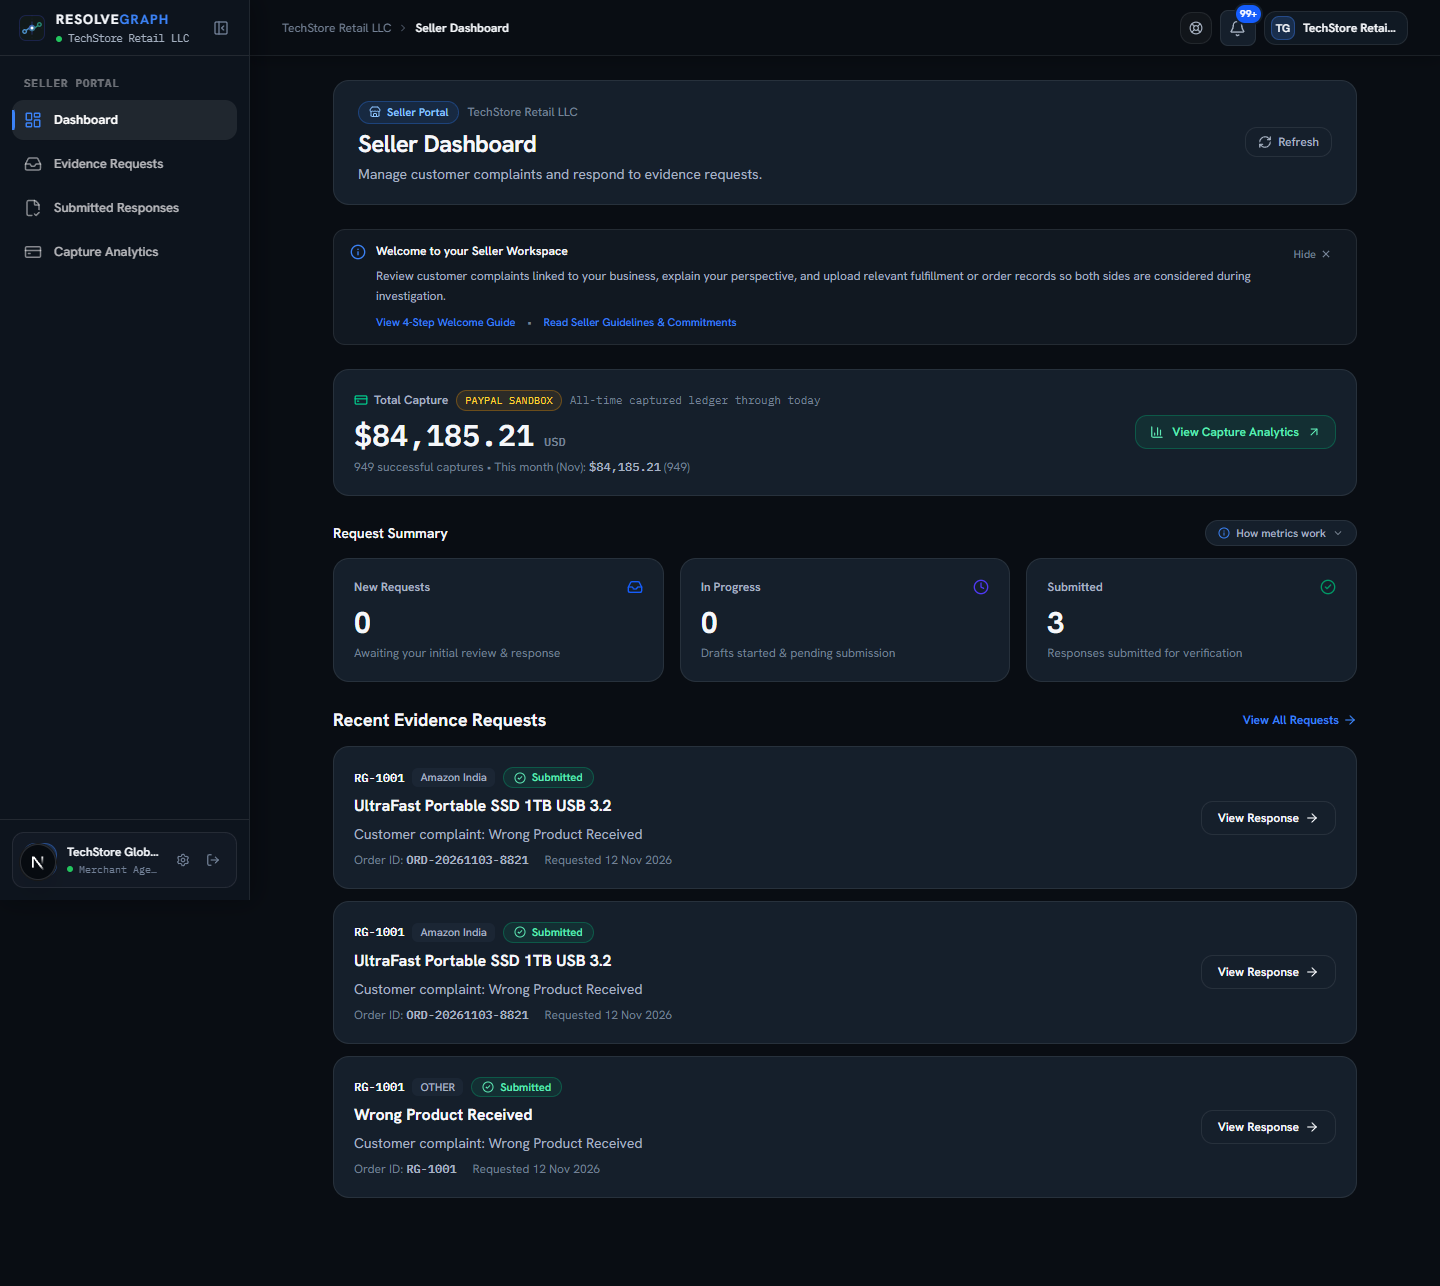 RESOLVEGRAPH
TechStore Retail LLC
SELLER PORTAL
Dashboard
Evidence Requests
Submitted Responses
Capture Analytics
TechStore Glob...
Merchant Age...
TechStore Retail LLC > Seller Dashboard
99+
TG TechStore Retai...
Seller Portal TechStore Retail LLC
Seller Dashboard
Manage customer complaints and respond to evidence requests.
Refresh
Welcome to your Seller Workspace
Hide
Review customer complaints linked to your business, explain your perspective, and upload relevant fulfillment or order records so both sides are considered during
investigation.
View 4-Step Welcome Guide • Read Seller Guidelines & Commitments
Total Capture PAYPAL SANDBOX All-time captured ledger through today
$84,185.21 USD
949 successful captures • This month (Nov): $84,185.21 (949)
View Capture Analytics
Request Summary
How metrics work
New Requests
0
Awaiting your initial review & response
In Progress
0
Drafts started & pending submission
Submitted
3
Responses submitted for verification
Recent Evidence Requests
View All Requests
RG-1001 Amazon India Submitted
UltraFast Portable SSD 1TB USB 3.2
Customer complaint: Wrong Product Received
Order ID: ORD-20261103-8821 Requested 12 Nov 2026
View Response
RG-1001 Amazon India Submitted
UltraFast Portable SSD 1TB USB 3.2
Customer complaint: Wrong Product Received
Order ID: ORD-20261103-8821 Requested 12 Nov 2026
View Response
RG-1001 OTHER Submitted
Wrong Product Received
Customer complaint: Wrong Product Received
Order ID: RG-1001 Requested 12 Nov 2026
View Response